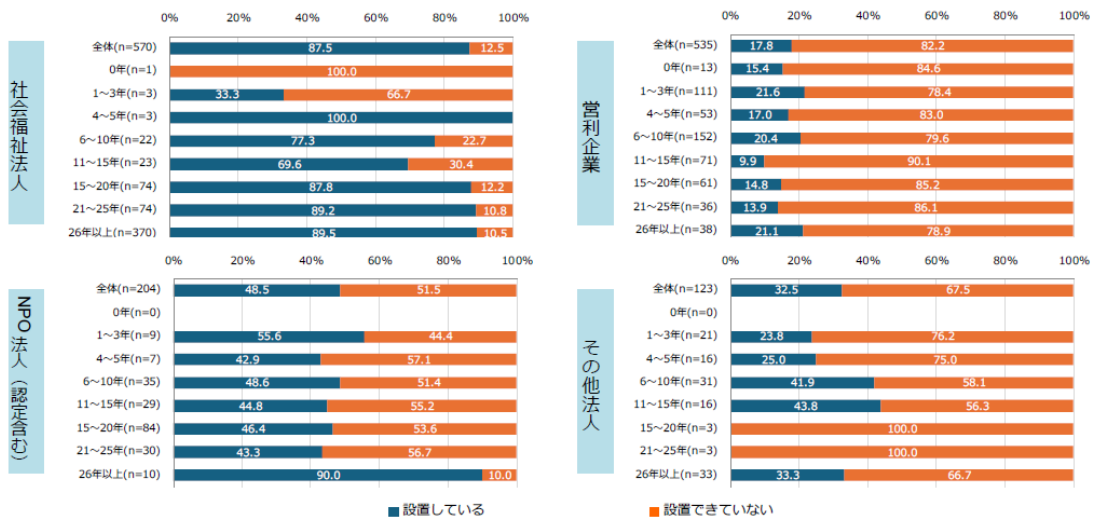 0% 20% 40% 60% 80% 100%
社会福祉法人
全体(n=570) 87.5 12.5
0年(n=1) 100.0
1～3年(n=3) 33.3 66.7
4～5年(n=3) 100.0
6～10年(n=22) 77.3 22.7
11～15年(n=23) 69.6 30.4
15～20年(n=74) 87.8 12.2
21～25年(n=74) 89.2 10.8
26年以上(n=370) 89.5 10.5
0% 20% 40% 60% 80% 100%
営利企業
全体(n=535) 17.8 82.2
0年(n=13) 15.4 84.6
1～3年(n=111) 21.6 78.4
4～5年(n=53) 17.0 83.0
6～10年(n=152) 20.4 79.6
11～15年(n=71) 9.9 90.1
15～20年(n=61) 14.8 85.2
21～25年(n=36) 13.9 86.1
26年以上(n=38) 21.1 78.9
0% 20% 40% 60% 80% 100%
NPO法人（認定含む）
全体(n=204) 48.5 51.5
0年(n=0)
1～3年(n=9) 55.6 44.4
4～5年(n=7) 42.9 57.1
6～10年(n=35) 48.6 51.4
11～15年(n=29) 44.8 55.2
15～20年(n=84) 46.4 53.6
21～25年(n=30) 43.3 56.7
26年以上(n=10) 90.0 10.0
0% 20% 40% 60% 80% 100%
その他法人
全体(n=123) 32.5 67.5
0年(n=0)
1～3年(n=21) 23.8 76.2
4～5年(n=16) 25.0 75.0
6～10年(n=31) 41.9 58.1
11～15年(n=16) 43.8 56.3
15～20年(n=3) 100.0
21～25年(n=3) 100.0
26年以上(n=33) 33.3 66.7
設置している 設置できていない